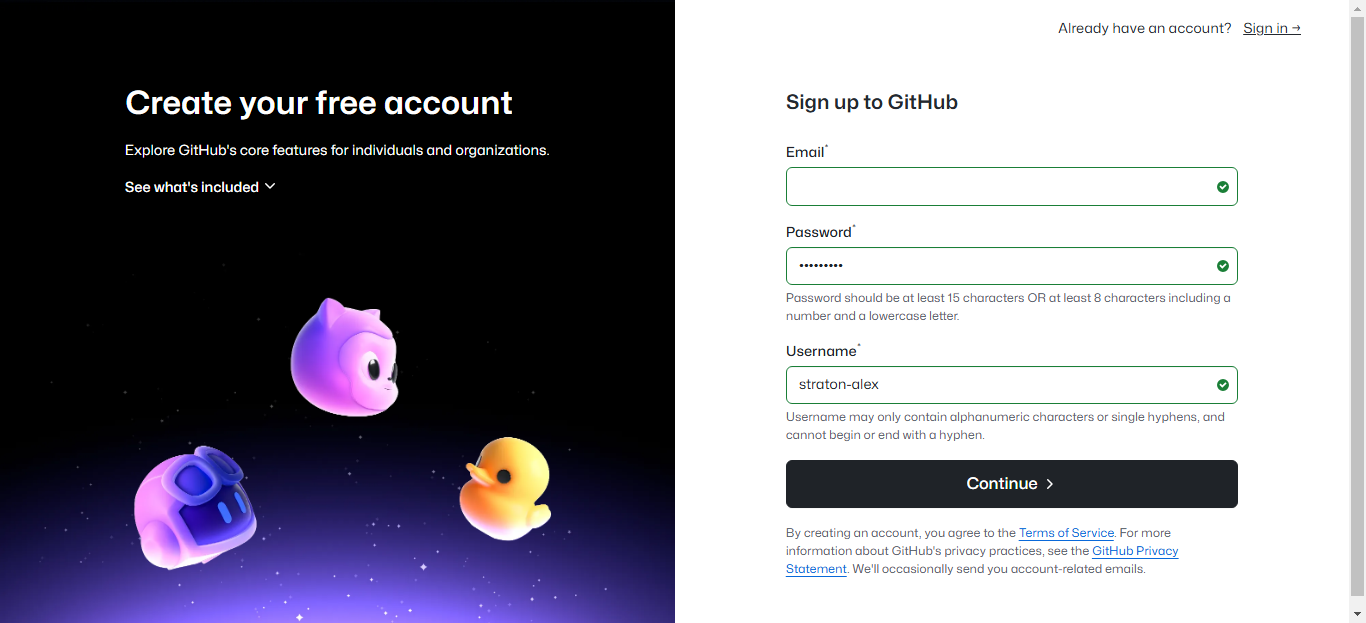 Already have an account? Sign in →
Create your free account
Explore GitHub's core features for individuals and organizations.
See what's included
Sign up to GitHub
Email*
Password*
•••••••••
Password should be at least 15 characters OR at least 8 characters including a
number and a lowercase letter.
Username*
straton-alex
Username may only contain alphanumeric characters or single hyphens, and
cannot begin or end with a hyphen.
Continue
By creating an account, you agree to the Terms of Service. For more
information about GitHub's privacy practices, see the GitHub Privacy
Statement. We'll occasionally send you account-related emails.